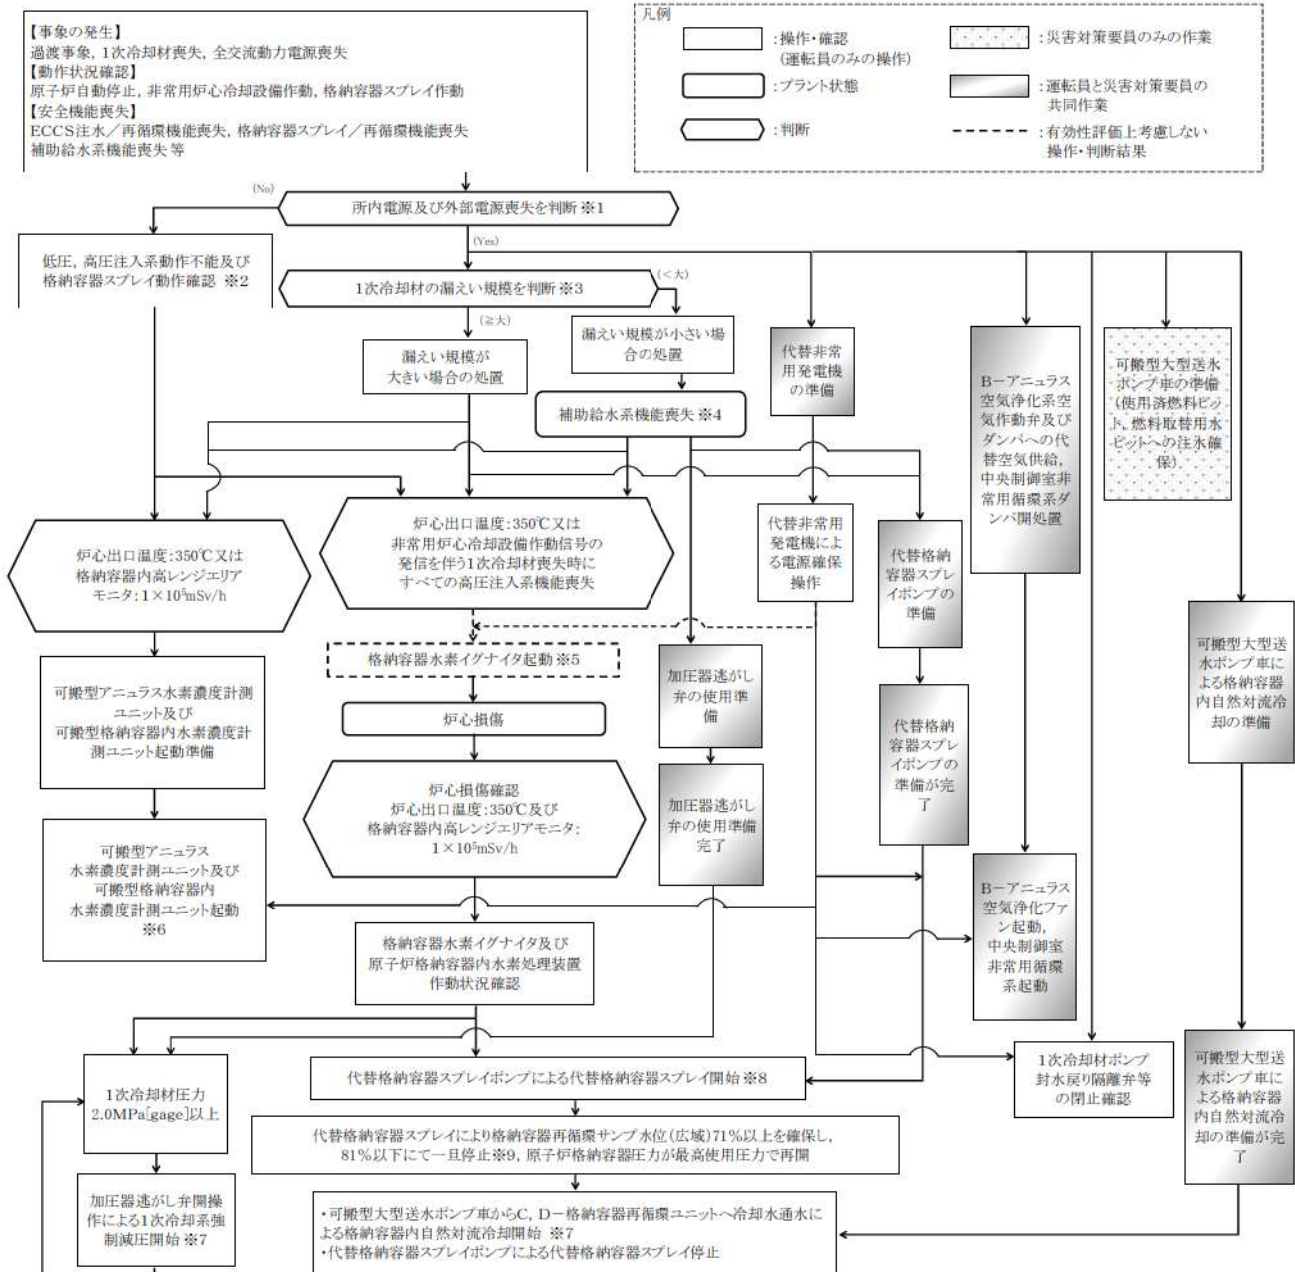 【事象の発生】
過渡事象, 1次冷却材喪失, 全交流動力電源喪失
【動作状況確認】
原子炉自動停止, 非常用炉心冷却設備作動, 格納容器スプレイ作動
【安全機能喪失】
ECCS注水／再循環機能喪失, 格納容器スプレイ／再循環機能喪失
補助給水系機能喪失 等
凡例
：操作・確認
(運転員のみの操作)
：プラント状態
：判断
：災害対策要員のみの作業
：運転員と災害対策要員の
共同作業
：有効性評価上考慮しない
操作・判断結果
(No)
所内電源及び外部電源喪失を判断 ※1
(Yes)
低圧, 高圧注入系動作不能及び
格納容器スプレイ動作確認 ※2
1次冷却材の漏えい規模を判断 ※3
(＜大)
(≧大)
漏えい規模が
大きい場合の処置
漏えい規模が小さい場
合の処置
補助給水系機能喪失 ※4
代替非常
用発電機
の準備
B－アニュラス
空気浄化系空
気作動弁及び
ダンパへの代
替空気供給,
中央制御室非
常用循環系ダ
ンパ開処置
可搬型大型送水
ポンプ車の準備
(使用済燃料ピッ
ト, 燃料取替用水
ピットへの注水確
保)
炉心出口温度：350℃又は
格納容器内高レンジエリア
モニタ：1×10⁵mSv/h
炉心出口温度：350℃又は
非常用炉心冷却設備作動信号の
発信を伴う1次冷却材喪失時に
すべての高圧注入系機能喪失
代替非常用
発電機によ
る電源確保
操作
代替格納
容器スプレ
イポンプの
準備
格納容器水素イグナイタ起動 ※5
加圧器逃がし
弁の使用準
備
可搬型大型送
水ポンプ車に
よる格納容器
内自然対流冷
却の準備
可搬型アニュラス水素濃度計測
ユニット及び
可搬型格納容器内水素濃度計
測ユニット起動準備
炉心損傷
代替格納
容器スプレ
イポンプの
準備が完
了
炉心損傷確認
炉心出口温度：350℃及び
格納容器内高レンジエリアモニタ：
1×10⁵mSv/h
加圧器逃がし
弁の使用準備
完了
可搬型アニュラス
水素濃度計測ユニット及び
可搬型格納容器内
水素濃度計測ユニット起動
※6
B－アニュラス
空気浄化ファ
ン起動,
中央制御室
非常用循環
系起動
格納容器水素イグナイタ及び
原子炉格納容器内水素処理装置
作動状況確認
1次冷却材圧力
2.0MPa[gage]以上
代替格納容器スプレイポンプによる代替格納容器スプレイ開始 ※8
1次冷却材ポンプ
封水戻り隔離弁等
の閉止確認
可搬型大型送
水ポンプ車に
よる格納容器
内自然対流冷
却の準備が完
了
代替格納容器スプレイにより格納容器再循環サンプ水位(広域)71％以上を確保し,
81％以下にて一旦停止※9, 原子炉格納容器圧力が最高使用圧力で再開
加圧器逃がし弁開操
作による1次冷却系強
制減圧開始 ※7
・可搬型大型送水ポンプ車からC, D－格納容器再循環ユニットへ冷却水通水に
よる格納容器内自然対流冷却開始 ※7
・代替格納容器スプレイポンプによる代替格納容器スプレイ停止